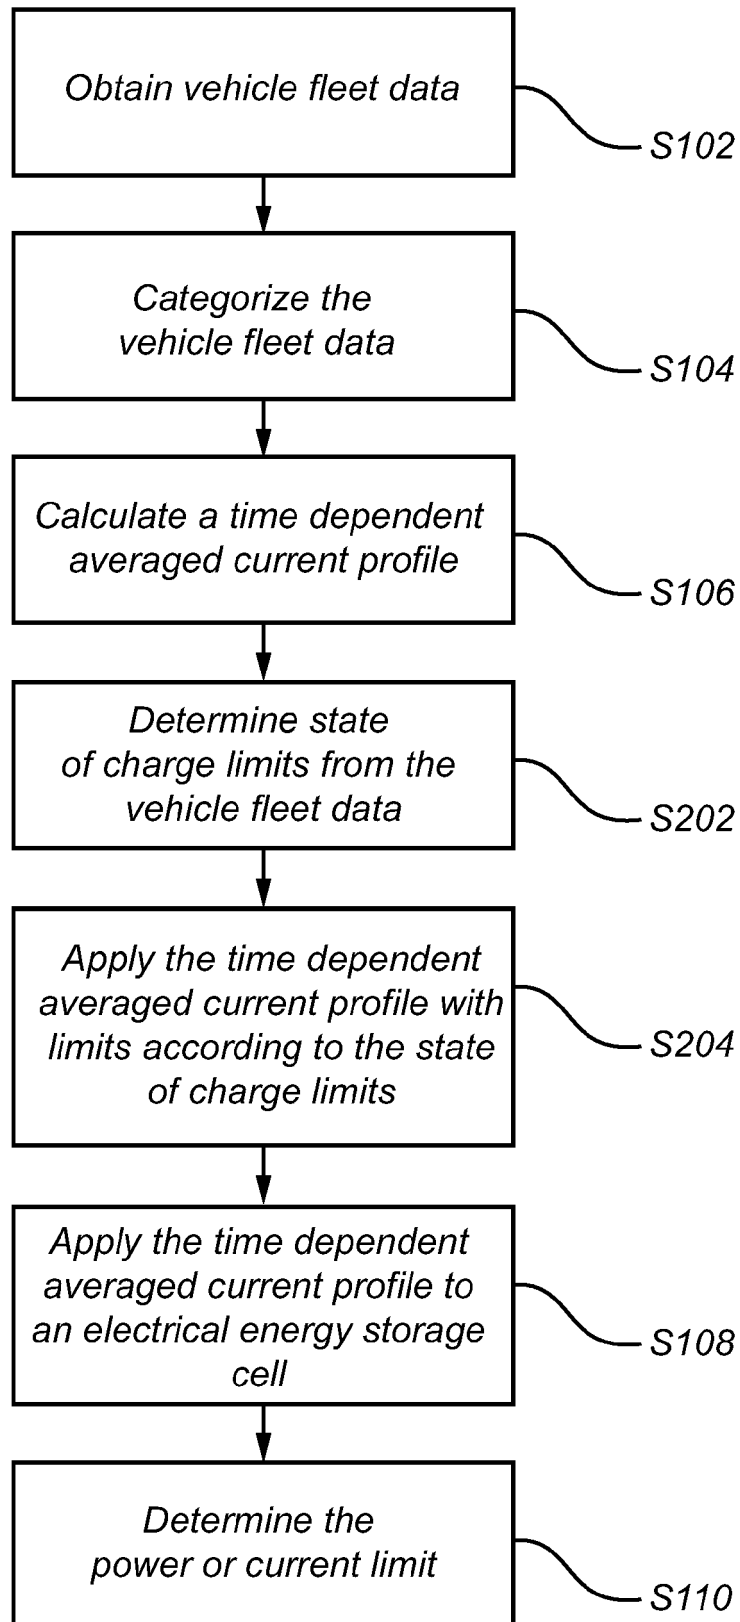 Obtain vehicle fleet data
S102
Categorize the
vehicle fleet data
S104
Calculate a time dependent
averaged current profile
S106
Determine state
of charge limits from the
vehicle fleet data
S202
Apply the time dependent
averaged current profile with
limits according to the state
of charge limits
S204
Apply the time dependent
averaged current profile to
an electrical energy storage
cell
S108
Determine the
power or current limit
S110